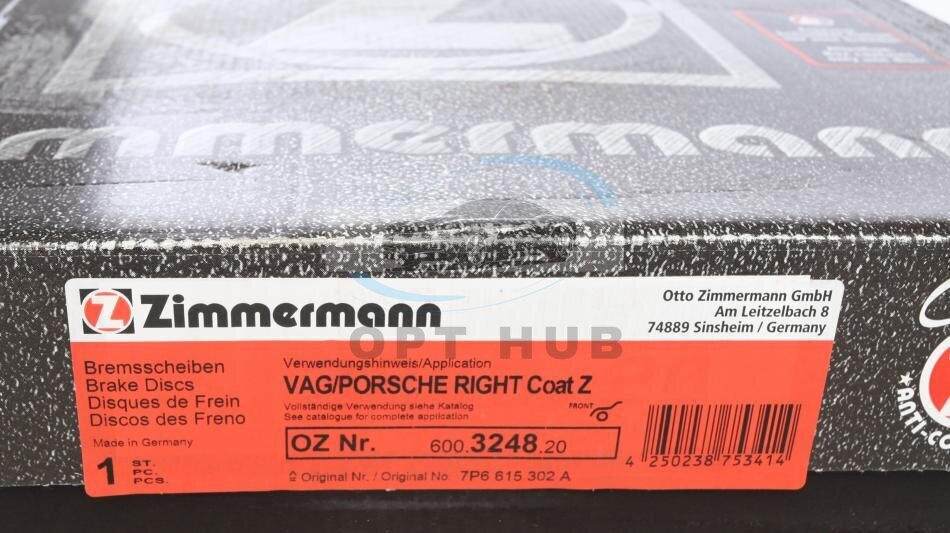 mmermann
OPT HUB
Z Zimmermann
Otto Zimmermann GmbH
Am Leitzelbach 8
74889 Sinsheim / Germany
Bremsscheiben
Brake Discs
Disques de Frein
Discos des Freno
Made in Germany
1 ST.
PC.
PCS.
Verwendungshinweis/Application
VAG/PORSCHE RIGHT Coat Z
Vollständige Verwendung siehe Katalog
See catalogue for complete application
FRONT
OZ Nr. 600.3248.20
Original Nr. / Original No. 7P6 615 302 A
4 250238 753414
ANTI-CO